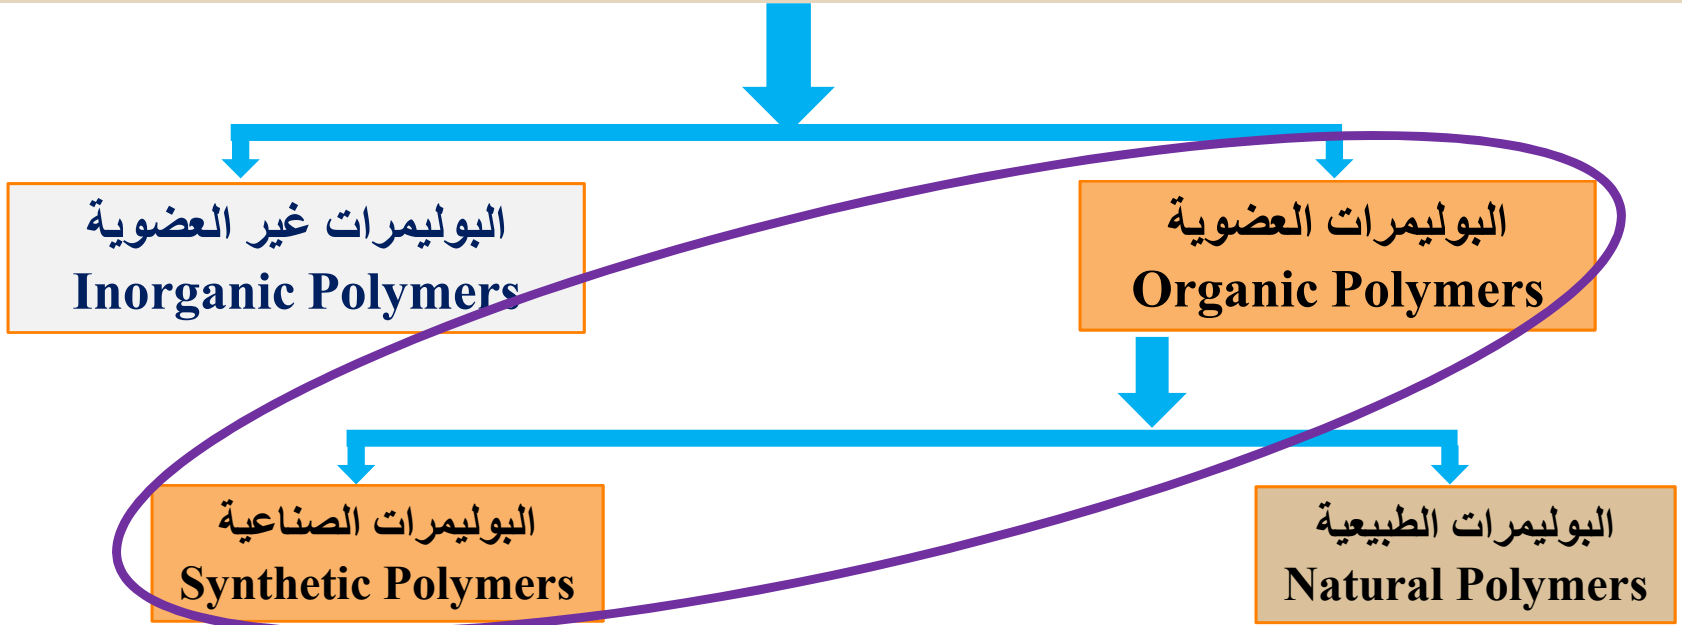 البوليمرات غير العضوية
Inorganic Polymers
البوليمرات العضوية
Organic Polymers
البوليمرات الصناعية
Synthetic Polymers
البوليمرات الطبيعية
Natural Polymers